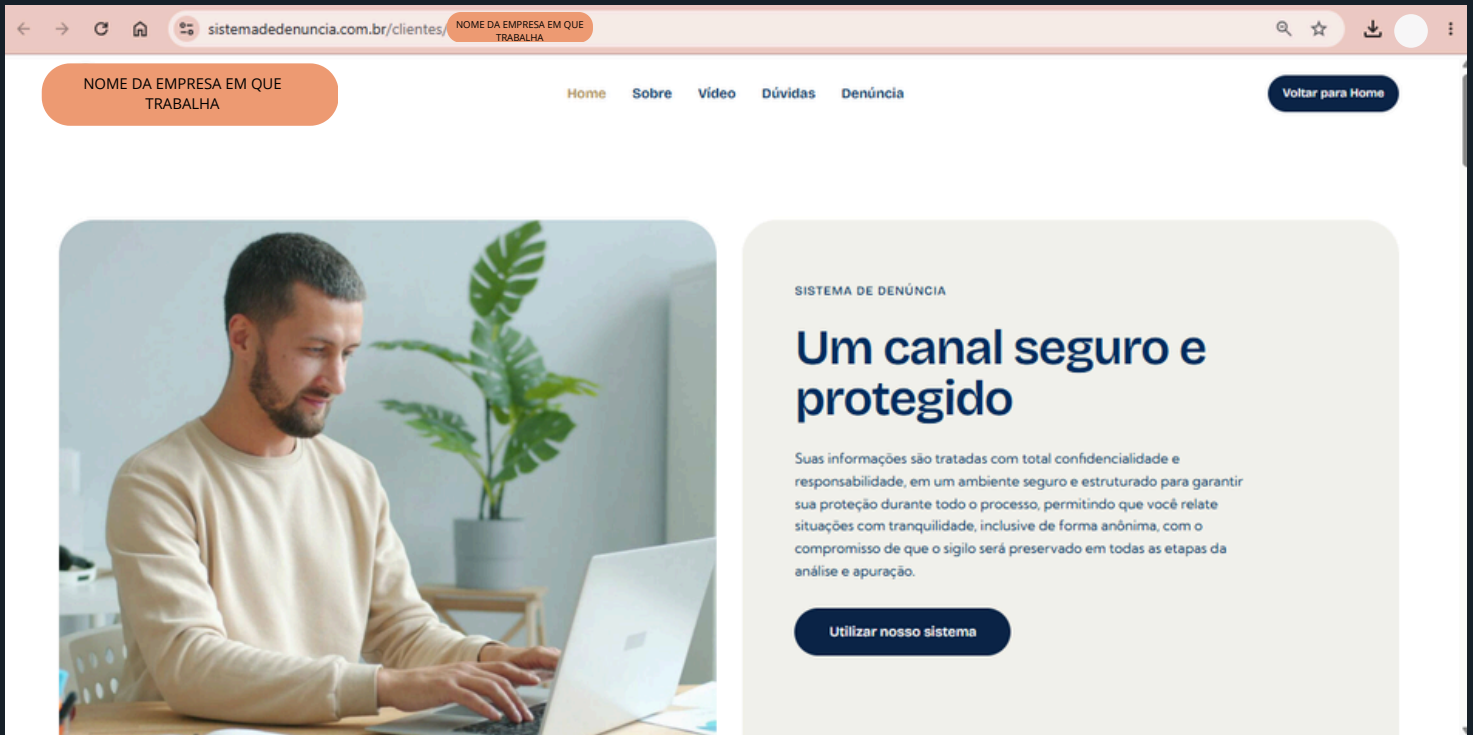 sistemadedenuncia.com.br/clientes/
NOME DA EMPRESA EM QUE
TRABALHA
NOME DA EMPRESA EM QUE
TRABALHA
Home Sobre Vídeo Dúvidas Denúncia
Voltar para Home
SISTEMA DE DENÚNCIA
Um canal seguro e
protegido
Suas informações são tratadas com total confidencialidade e
responsabilidade, em um ambiente seguro e estruturado para garantir
sua proteção durante todo o processo, permitindo que você relate
situações com tranquilidade, inclusive de forma anônima, com o
compromisso de que o sigilo será preservado em todas as etapas da
análise e apuração.
Utilizar nosso sistema